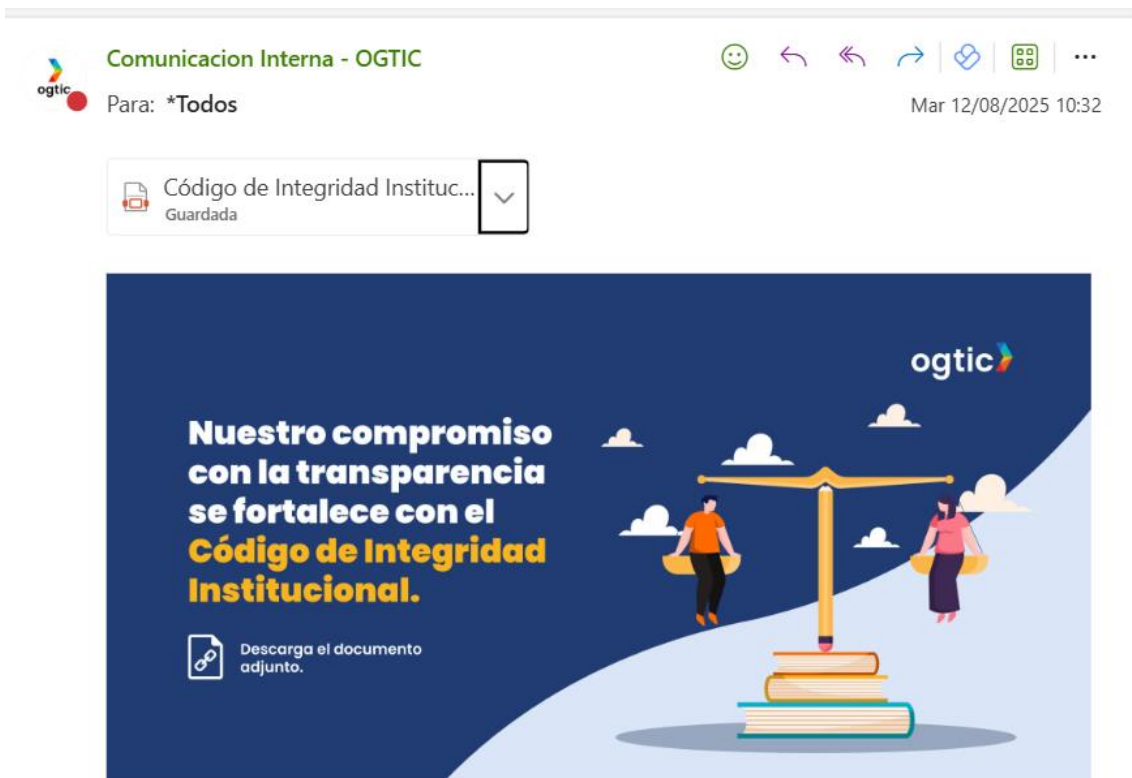 Comunicacion Interna - OGTIC
ogtic
Para: *Todos
Mar 12/08/2025 10:32
Código de Integridad Instituc...
Guardada
ogtic
Nuestro compromiso
con la transparencia
se fortalece con el
Código de Integridad
Institucional.
Descarga el documento
adjunto.